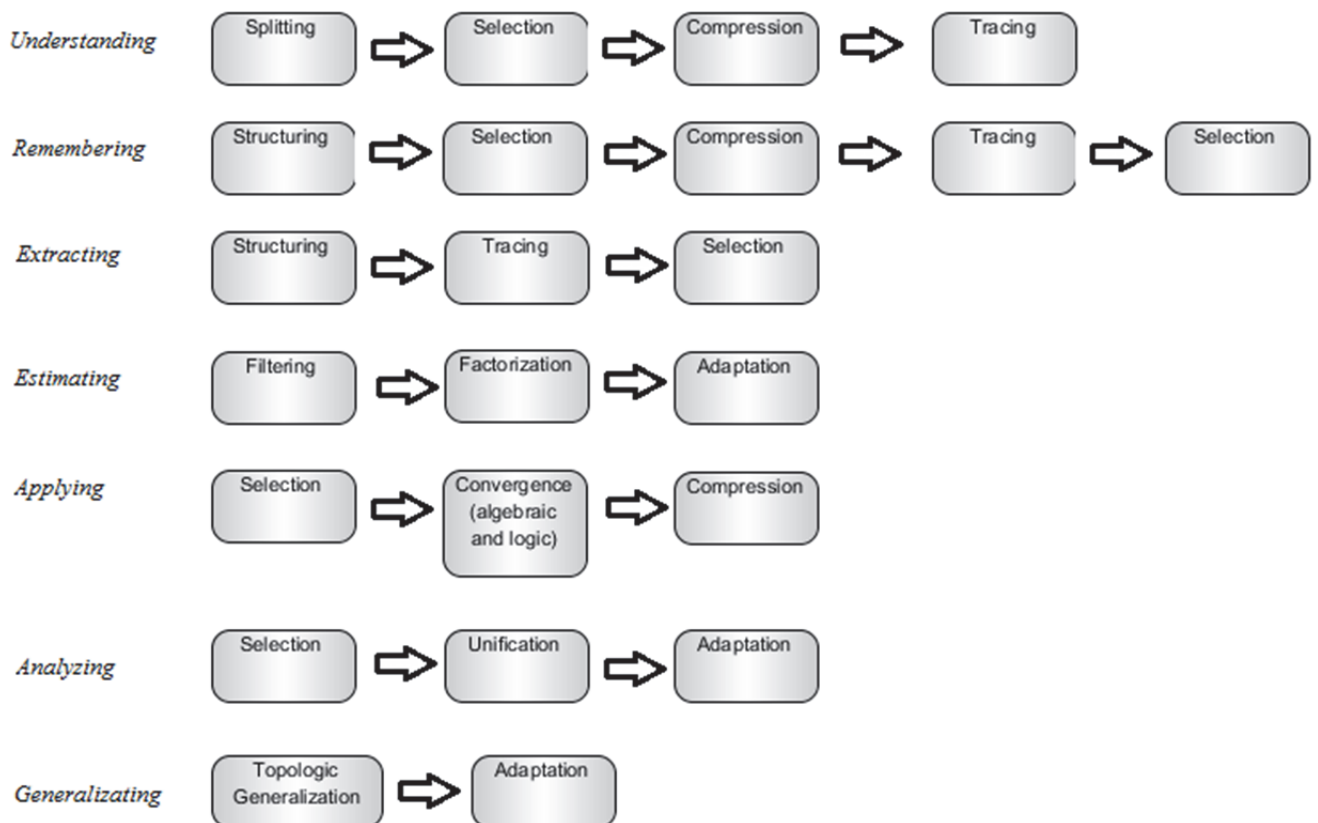 Understanding
Splitting
Selection
Compression
Tracing
Remembering
Structuring
Selection
Compression
Tracing
Selection
Extracting
Structuring
Tracing
Selection
Estimating
Filtering
Factorization
Adaptation
Applying
Selection
Convergence
(algebraic
and logic)
Compression
Analyzing
Selection
Unification
Adaptation
Generalizating
Topologic
Generalization
Adaptation